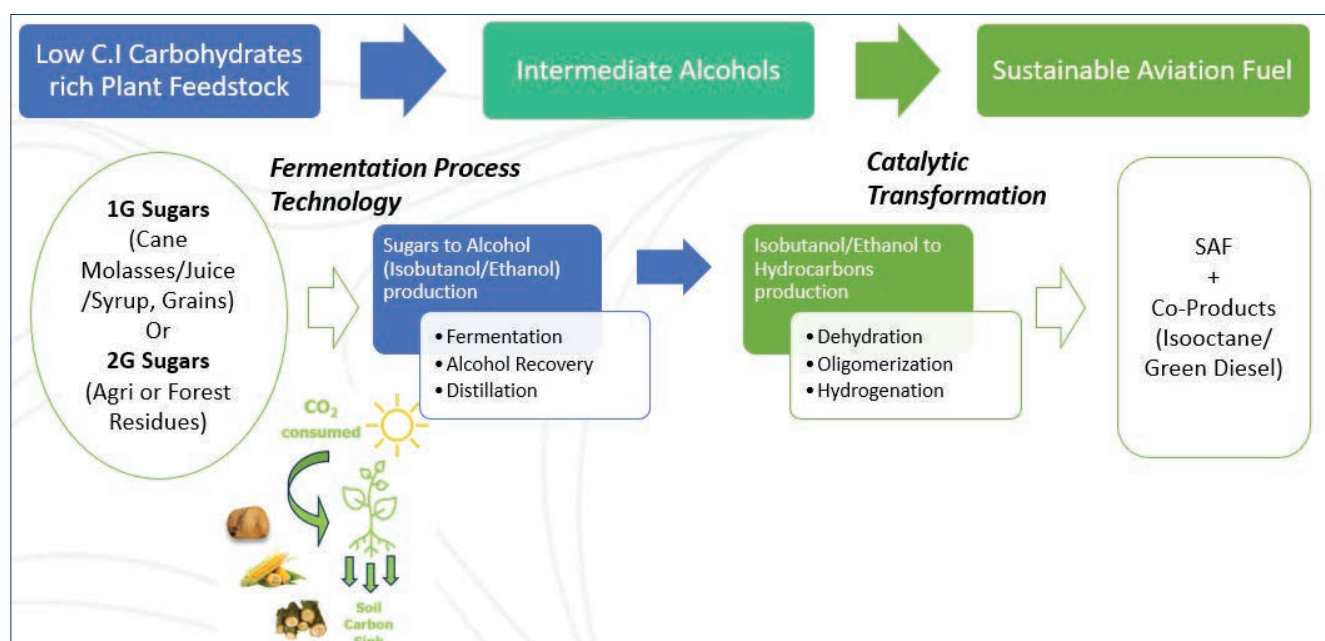 Low C.I Carbohydrates
rich Plant Feedstock
Intermediate Alcohols
Sustainable Aviation Fuel
Fermentation Process
Technology
Catalytic
Transformation
1G Sugars
(Cane
Molasses/Juice
/Syrup, Grains)
Or
2G Sugars
(Agri or Forest
Residues)
Sugars to Alcohol
(Isobutanol/Ethanol)
production
• Fermentation
• Alcohol Recovery
• Distillation
Isobutanol/Ethanol to
Hydrocarbons
production
• Dehydration
• Oligomerization
• Hydrogenation
SAF
+
Co-Products
(Isooctane/
Green Diesel)
CO₂
consumed
Soil
Carbon
Sink